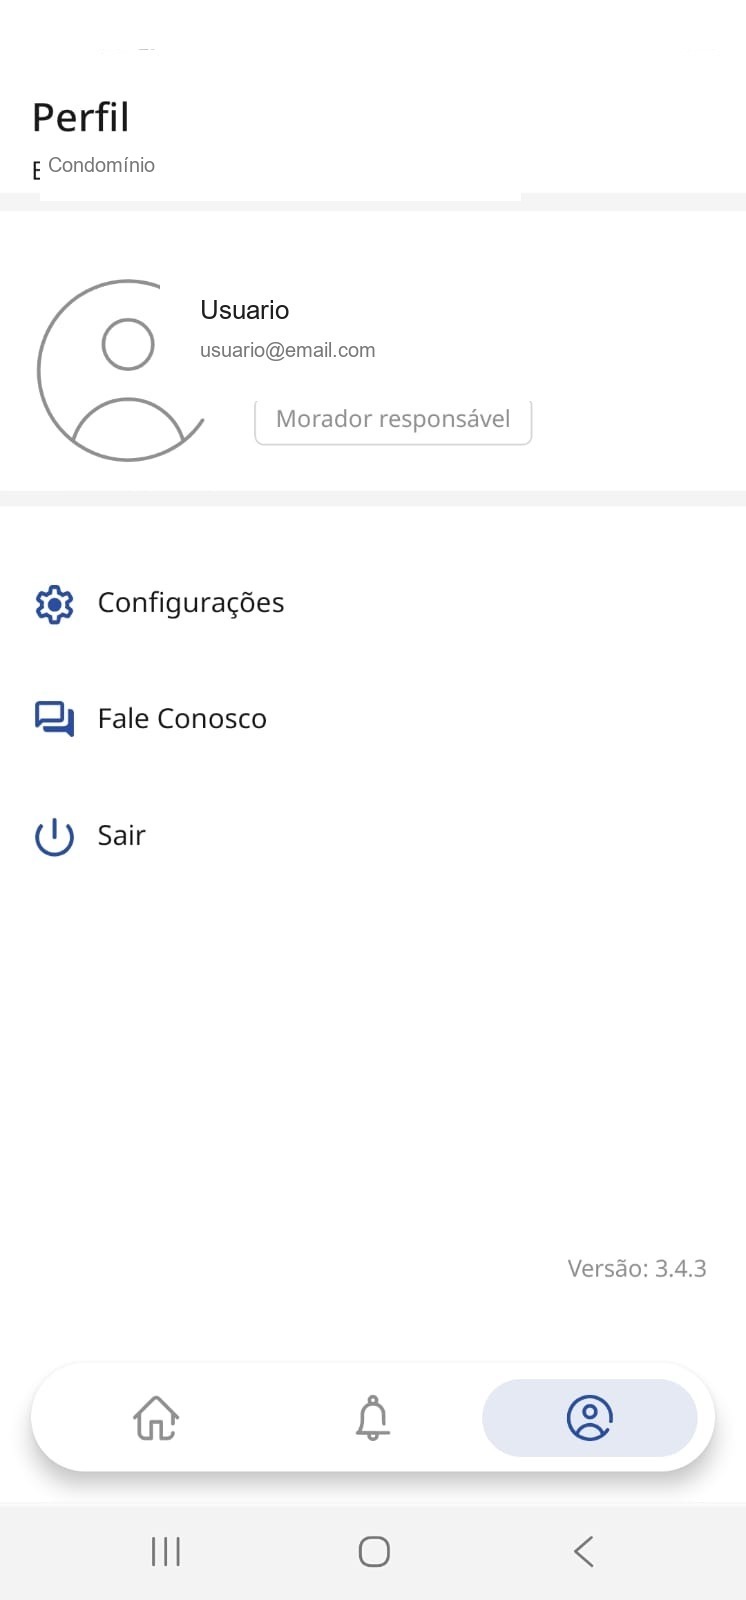 Perfil
Condomínio
Usuario
usuario@email.com
Morador responsável
Configurações
Fale Conosco
Sair
Versão: 3.4.3